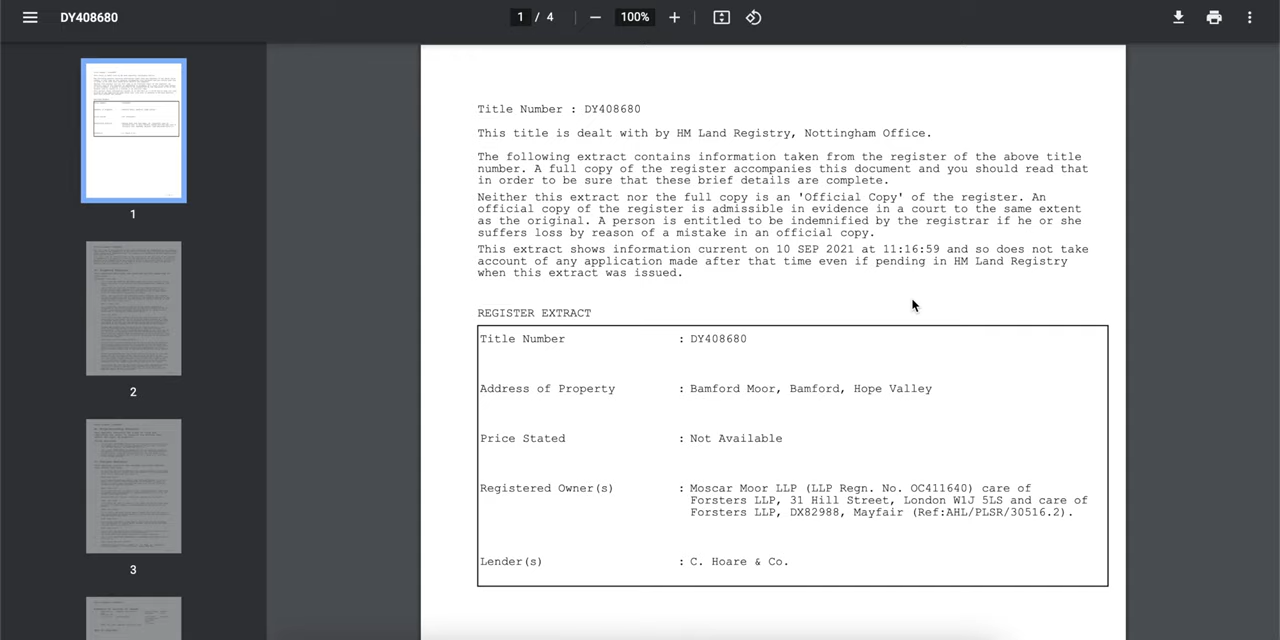 DY408680
1 / 4
100%
Title Number : DY408680
This title is dealt with by HM Land Registry, Nottingham Office.
The following extract contains information taken from the register of the above title
number. A full copy of the register accompanies this document and you should read that
in order to be sure that these brief details are complete.
Neither this extract nor the full copy is an 'Official Copy' of the register. An
official copy of the register is admissible in evidence in a court to the same extent
as the original. A person is entitled to be indemnified by the registrar if he or she
suffers loss by reason of a mistake in an official copy.
This extract shows information current on 10 SEP 2021 at 11:16:59 and so does not take
account of any application made after that time even if pending in HM Land Registry
when this extract was issued.
REGISTER EXTRACT
Title Number : DY408680
Address of Property : Bamford Moor, Bamford, Hope Valley
Price Stated : Not Available
Registered Owner(s) : Moscar Moor LLP (LLP Regn. No. OC411640) care of
Forsters LLP, 31 Hill Street, London W1J 5LS and care of
Forsters LLP, DX82988, Mayfair (Ref:AHL/PLSR/30516.2).
Lender(s) : C. Hoare & Co.
1
2
3